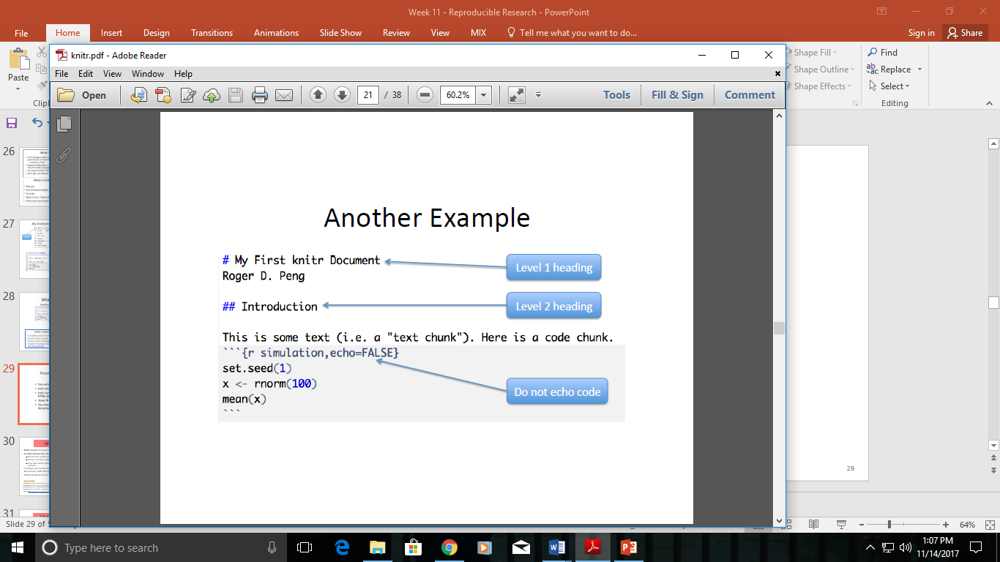 Week 11 - Reproducible Research - PowerPoint
File Home Insert Design Transitions Animations Slide Show Review View MIX Tell me what you want to do... Sign in Share
Paste
Shape Fill
Shape Outline
Shape Effects
Find
Replace
Select
Editing
knitr.pdf - Adobe Reader
File Edit View Window Help
Open 21 / 38 60.2% Tools Fill & Sign Comment
26
27
28
29
30
31
Another Example
# My First knitr Document
Level 1 heading
Roger D. Peng
## Introduction
Level 2 heading
This is some text (i.e. a "text chunk"). Here is a code chunk.
```{r simulation,echo=FALSE}
set.seed(1)
x <- rnorm(100)
mean(x)
```
Do not echo code
29
Slide 29 of
64%
Type here to search
1:07 PM
11/14/2017